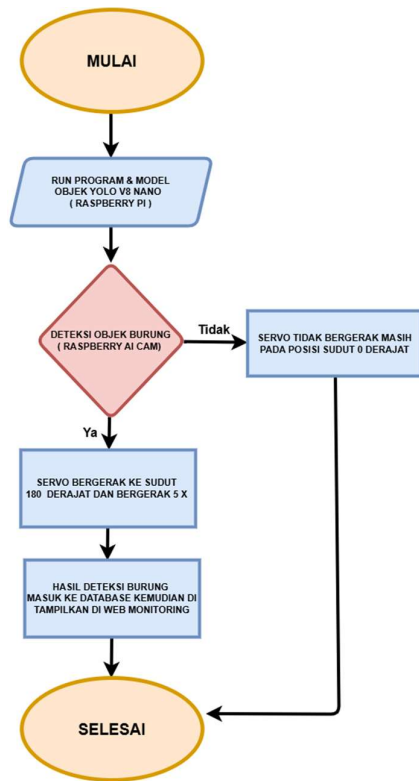 MULAI
RUN PROGRAM & MODEL
OBJEK YOLO V8 NANO
( RASPBERRY PI )
DETEKSI OBJEK BURUNG
( RASPBERRY AI CAM)
Tidak
SERVO TIDAK BERGERAK MASIH
PADA POSISI SUDUT 0 DERAJAT
Ya
SERVO BERGERAK KE SUDUT
180 DERAJAT DAN BERGERAK 5 X
HASIL DETEKSI BURUNG
MASUK KE DATABASE KEMUDIAN DI
TAMPILKAN DI WEB MONITORING
SELESAI